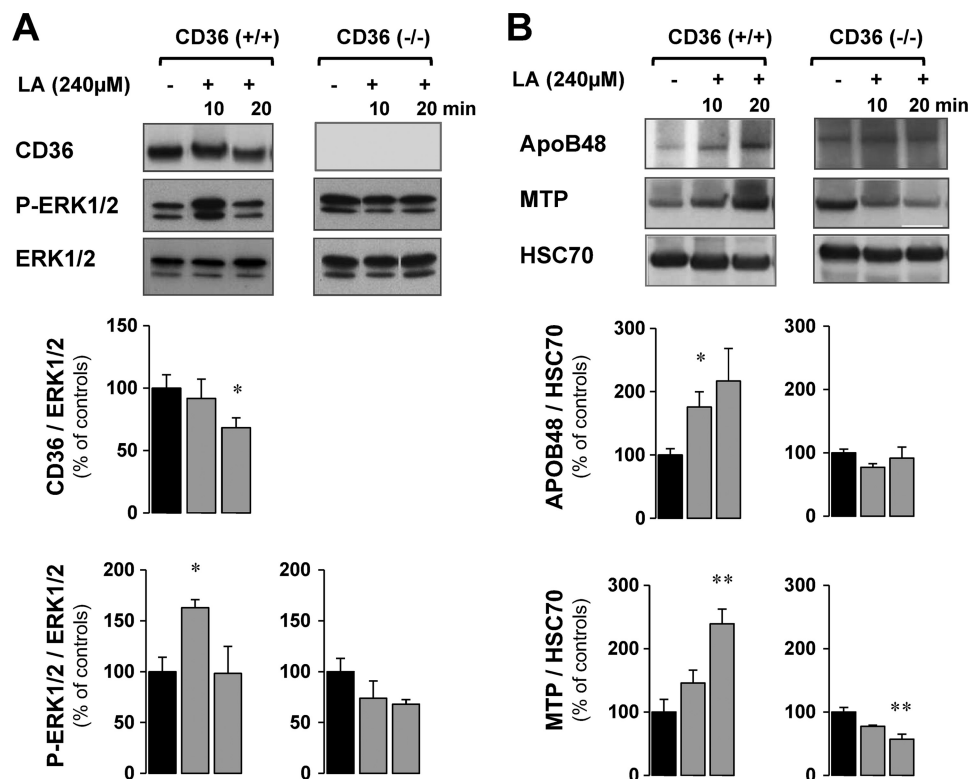 A
CD36 (+/+)
CD36 (-/-)
LA (240µM)
- + + - + +
10 20 10 20 min
CD36
P-ERK1/2
ERK1/2
150
100
50
0
CD36 / ERK1/2
(% of controls)
*
200
150
100
50
0
P-ERK1/2 / ERK1/2
(% of controls)
*
200
150
100
50
0
B
CD36 (+/+)
CD36 (-/-)
LA (240µM)
- + + - + +
10 20 10 20 min
ApoB48
MTP
HSC70
300
200
100
0
APOB48 / HSC70
(% of controls)
*
300
200
100
0
400
300
200
100
0
MTP / HSC70
(% of controls)
**
400
300
200
100
0
**